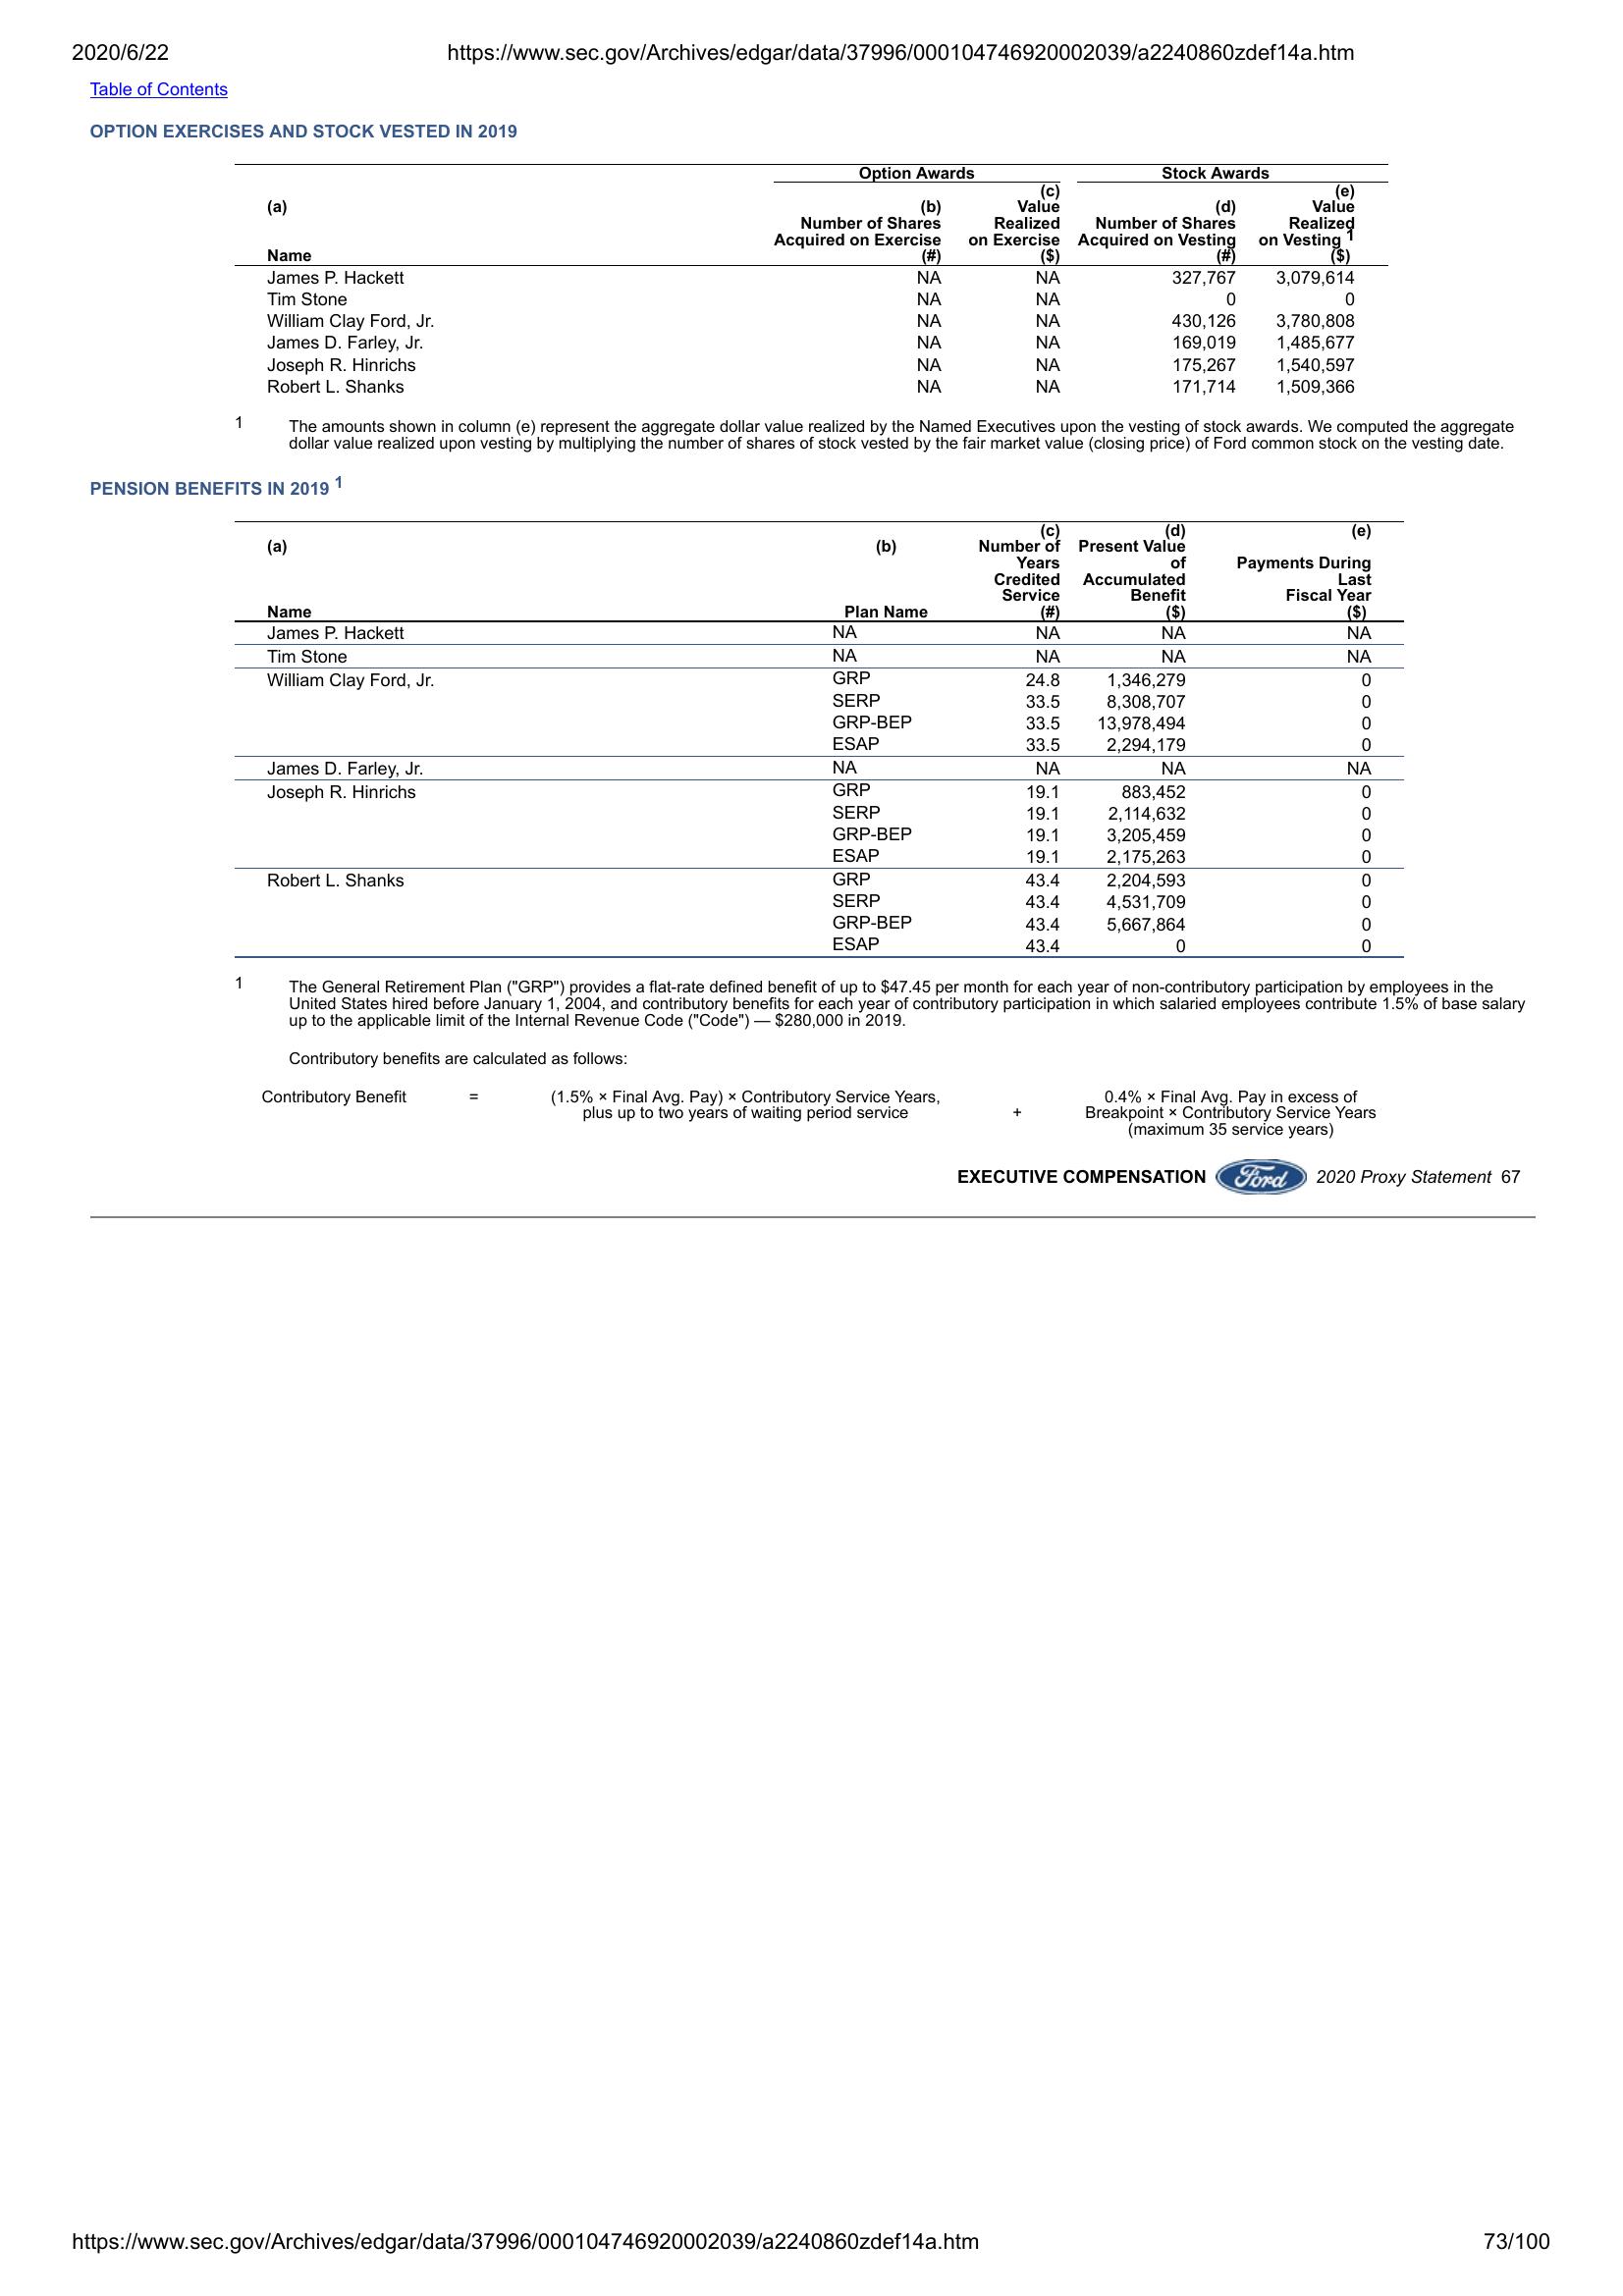 2020/6/22 https://www.sec.gov/Archives/edgar/data/37996/000104746920002039/a2240860zdef14a.htm
Table of Contents
OPTION EXERCISES AND STOCK VESTED IN 2019
Option Awards Stock Awards
(c) (e)
(a) (b) Value (d) Value
Number of Shares Realized Number of Shares Realized
Acquired on Exercise on Exercise Acquired on Vesting on Vesting 1
Name (#) ($) (#) ($)
James P. Hackett NA NA 327,767 3,079,614
Tim Stone NA NA 0 0
William Clay Ford, Jr. NA NA 430,126 3,780,808
James D. Farley, Jr. NA NA 169,019 1,485,677
Joseph R. Hinrichs NA NA 175,267 1,540,597
Robert L. Shanks NA NA 171,714 1,509,366
1 The amounts shown in column (e) represent the aggregate dollar value realized by the Named Executives upon the vesting of stock awards. We computed the aggregate
dollar value realized upon vesting by multiplying the number of shares of stock vested by the fair market value (closing price) of Ford common stock on the vesting date.
PENSION BENEFITS IN 2019 1
(c) (d) (e)
(a) (b) Number of Present Value
Years of Payments During
Credited Accumulated Last
Service Benefit Fiscal Year
Name Plan Name (#) ($) ($)
James P. Hackett NA NA NA NA
Tim Stone NA NA NA NA
William Clay Ford, Jr. GRP 24.8 1,346,279 0
SERP 33.5 8,308,707 0
GRP-BEP 33.5 13,978,494 0
ESAP 33.5 2,294,179 0
James D. Farley, Jr. NA NA NA NA
Joseph R. Hinrichs GRP 19.1 883,452 0
SERP 19.1 2,114,632 0
GRP-BEP 19.1 3,205,459 0
ESAP 19.1 2,175,263 0
Robert L. Shanks GRP 43.4 2,204,593 0
SERP 43.4 4,531,709 0
GRP-BEP 43.4 5,667,864 0
ESAP 43.4 0 0
1 The General Retirement Plan ("GRP") provides a flat-rate defined benefit of up to $47.45 per month for each year of non-contributory participation by employees in the
United States hired before January 1, 2004, and contributory benefits for each year of contributory participation in which salaried employees contribute 1.5% of base salary
up to the applicable limit of the Internal Revenue Code ("Code") — $280,000 in 2019.
Contributory benefits are calculated as follows:
Contributory Benefit = (1.5% × Final Avg. Pay) × Contributory Service Years, 0.4% × Final Avg. Pay in excess of
plus up to two years of waiting period service + Breakpoint × Contributory Service Years
(maximum 35 service years)
EXECUTIVE COMPENSATION Ford 2020 Proxy Statement 67
https://www.sec.gov/Archives/edgar/data/37996/000104746920002039/a2240860zdef14a.htm 73/100